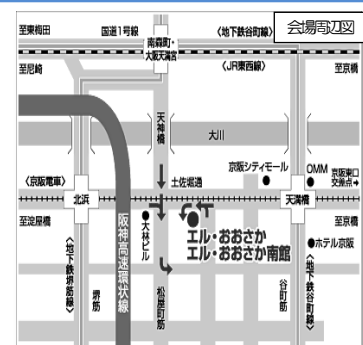 会場周辺図
至東梅田
国道1号線
南森町・
大阪天満宮
〈地下鉄谷町線〉
至尼崎
〈JR東西線〉
至京橋
天神橋
大川
京阪シティモール
OMM
京阪東口
交差点→
〈京阪電車〉
土佐堀通
北浜
天満橋
至淀屋橋
至京橋
大林ビル
エル・おおさか
エル・おおさか南館
ホテル京阪
阪神高速環状線
〈地下鉄堺筋線〉
堺筋
松屋町筋
谷町筋
〈地下鉄谷町線〉